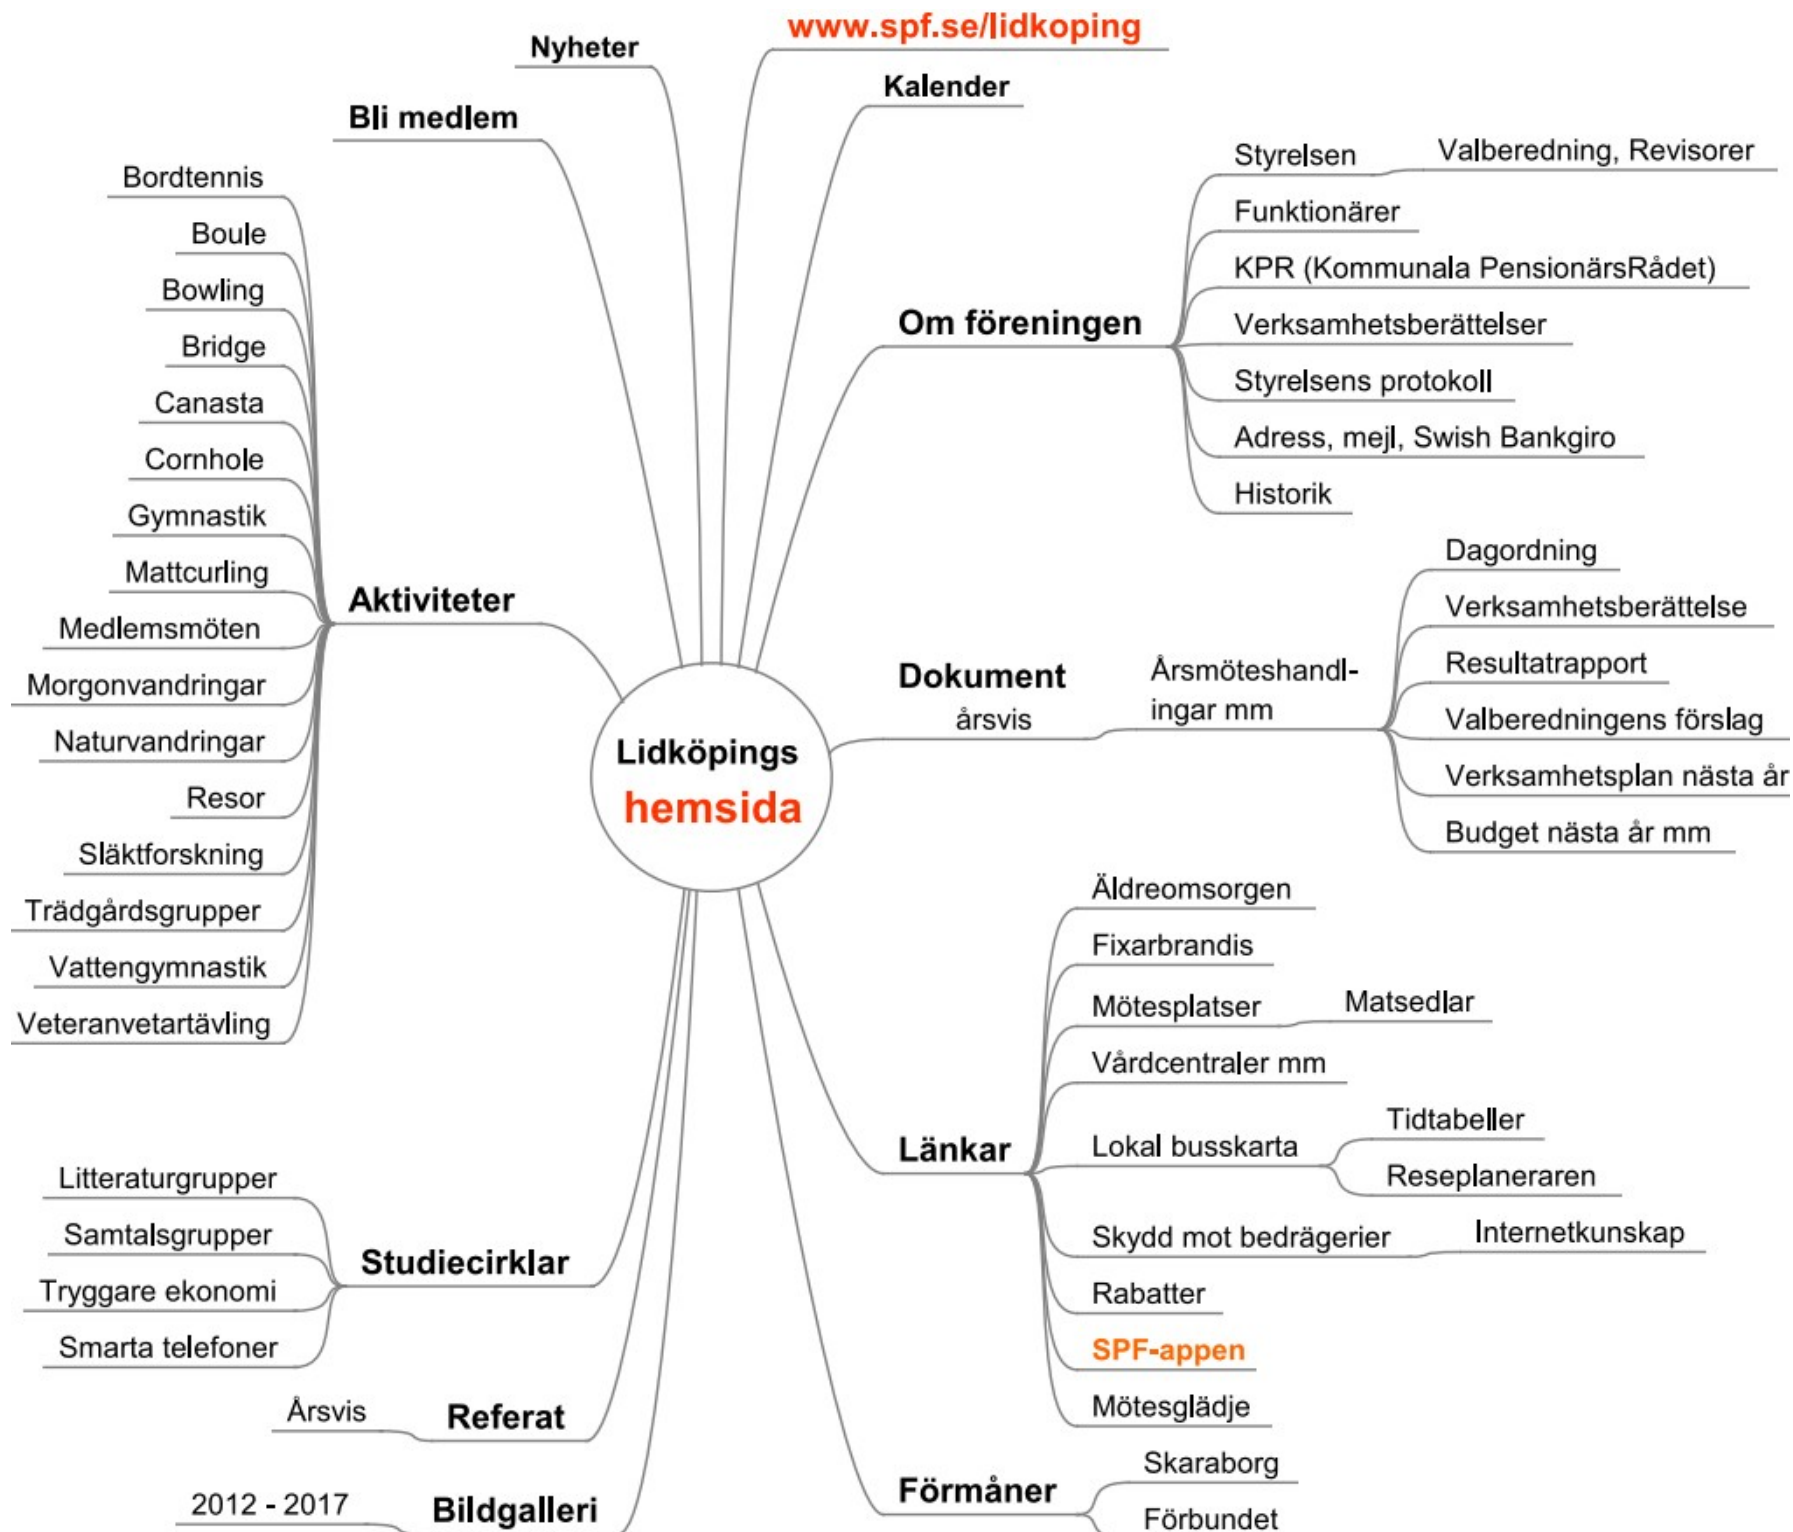 www.spf.se/lidkoping
Nyheter
Kalender
Bli medlem
Bordtennis
Boule
Bowling
Bridge
Canasta
Cornhole
Gymnastik
Mattcurling
Medlemsmöten
Morgonvandringar
Naturvandringar
Resor
Släktforskning
Trädgårdsgrupper
Vattengymnastik
Veteranvetartävling
Aktiviteter
Styrelsen
Valberedning, Revisorer
Funktionärer
KPR (Kommunala PensionärsRådet)
Om föreningen
Verksamhetsberättelser
Styrelsens protokoll
Adress, mejl, Swish Bankgiro
Historik
Dokument
årsvis
Årsmöteshandl-
ingar mm
Dagordning
Verksamhetsberättelse
Resultatrapport
Valberedningens förslag
Verksamhetsplan nästa år
Budget nästa år mm
Lidköpings
hemsida
Äldreomsorgen
Fixarbrandis
Mötesplatser
Matsedlar
Vårdcentraler mm
Länkar
Lokal busskarta
Tidtabeller
Reseplaneraren
Skydd mot bedrägerier
Internetkunskap
Rabatter
SPF-appen
Mötesglädje
Litteraturgrupper
Samtalsgrupper
Tryggare ekonomi
Smarta telefoner
Studiecirklar
Årsvis
Referat
2012 - 2017
Bildgalleri
Förmåner
Skaraborg
Förbundet